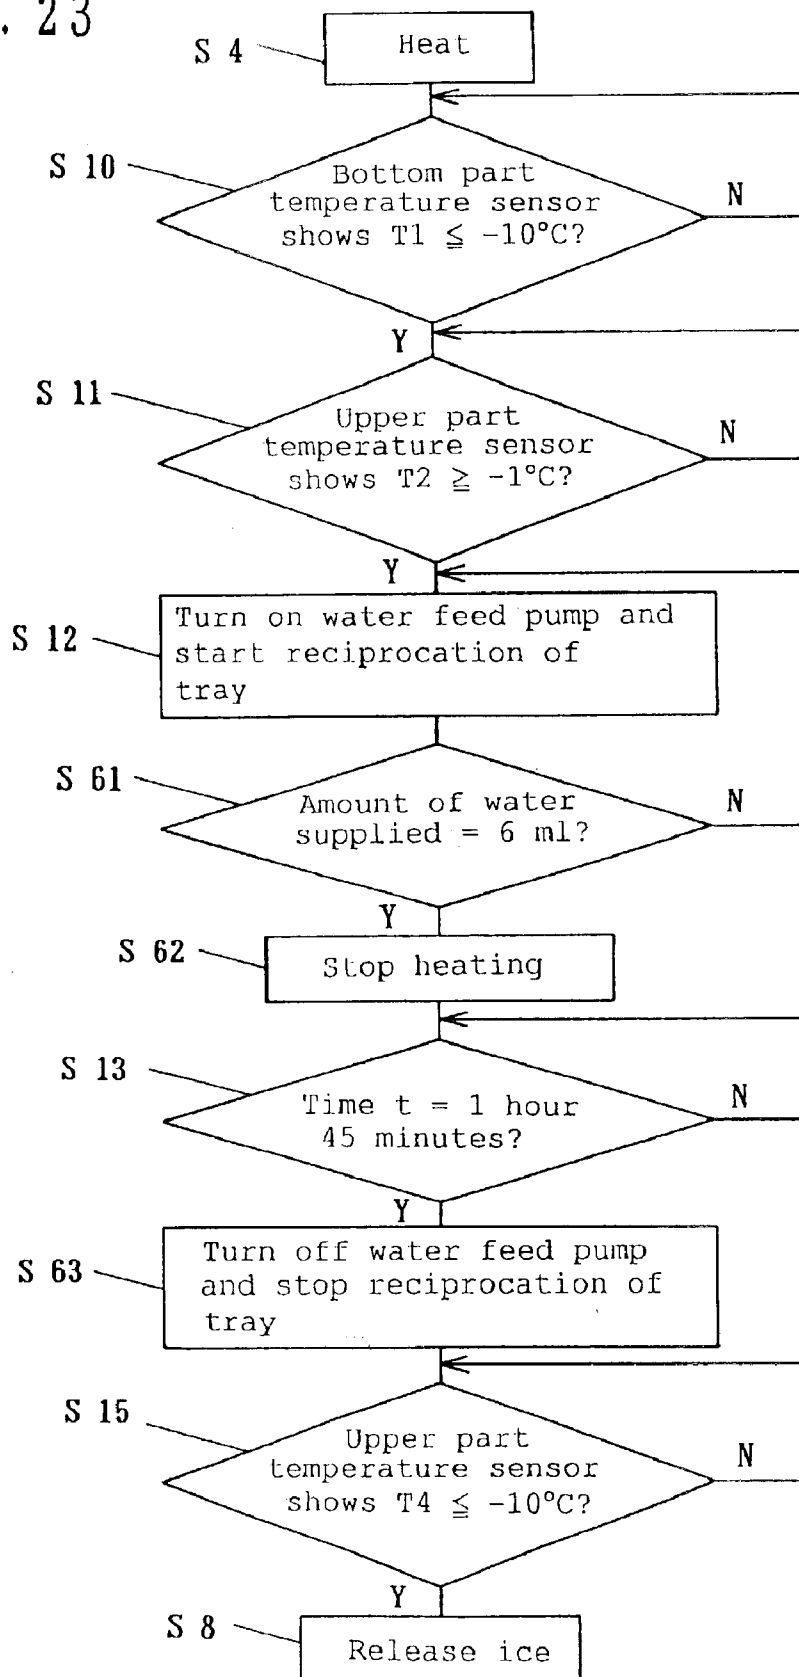 . 23
S 4
Heat
S 10
Bottom part
temperature sensor
shows T1 ≦ -10°C?
N
Y
S 11
Upper part
temperature sensor
shows T2 ≧ -1°C?
N
Y
S 12
Turn on water feed pump and
start reciprocation of
tray
S 61
Amount of water
supplied = 6 ml?
N
Y
S 62
Stop heating
S 13
Time t = 1 hour
45 minutes?
N
Y
S 63
Turn off water feed pump
and stop reciprocation of
tray
S 15
Upper part
temperature sensor
shows T4 ≦ -10°C?
N
Y
S 8
Release ice